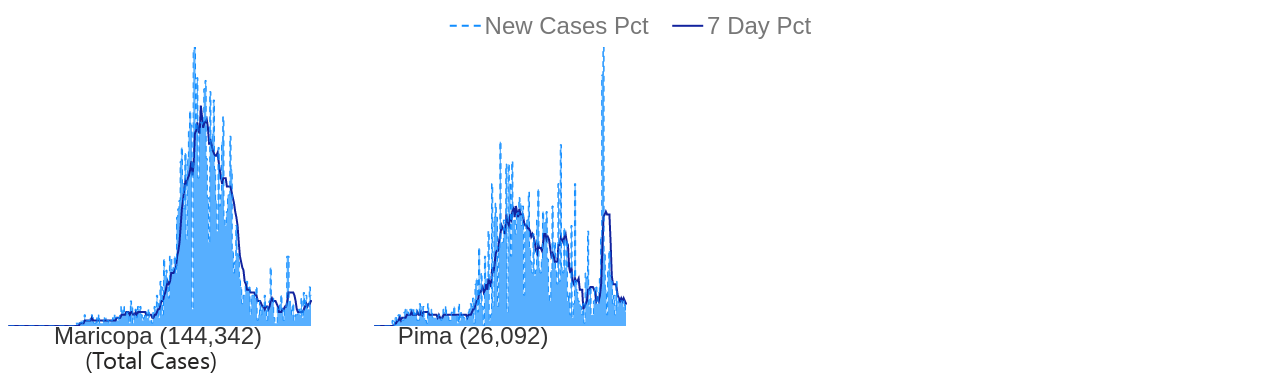 New Cases Pct 7 Day Pct
Maricopa (144,342) Pima (26,092)
(Total Cases)